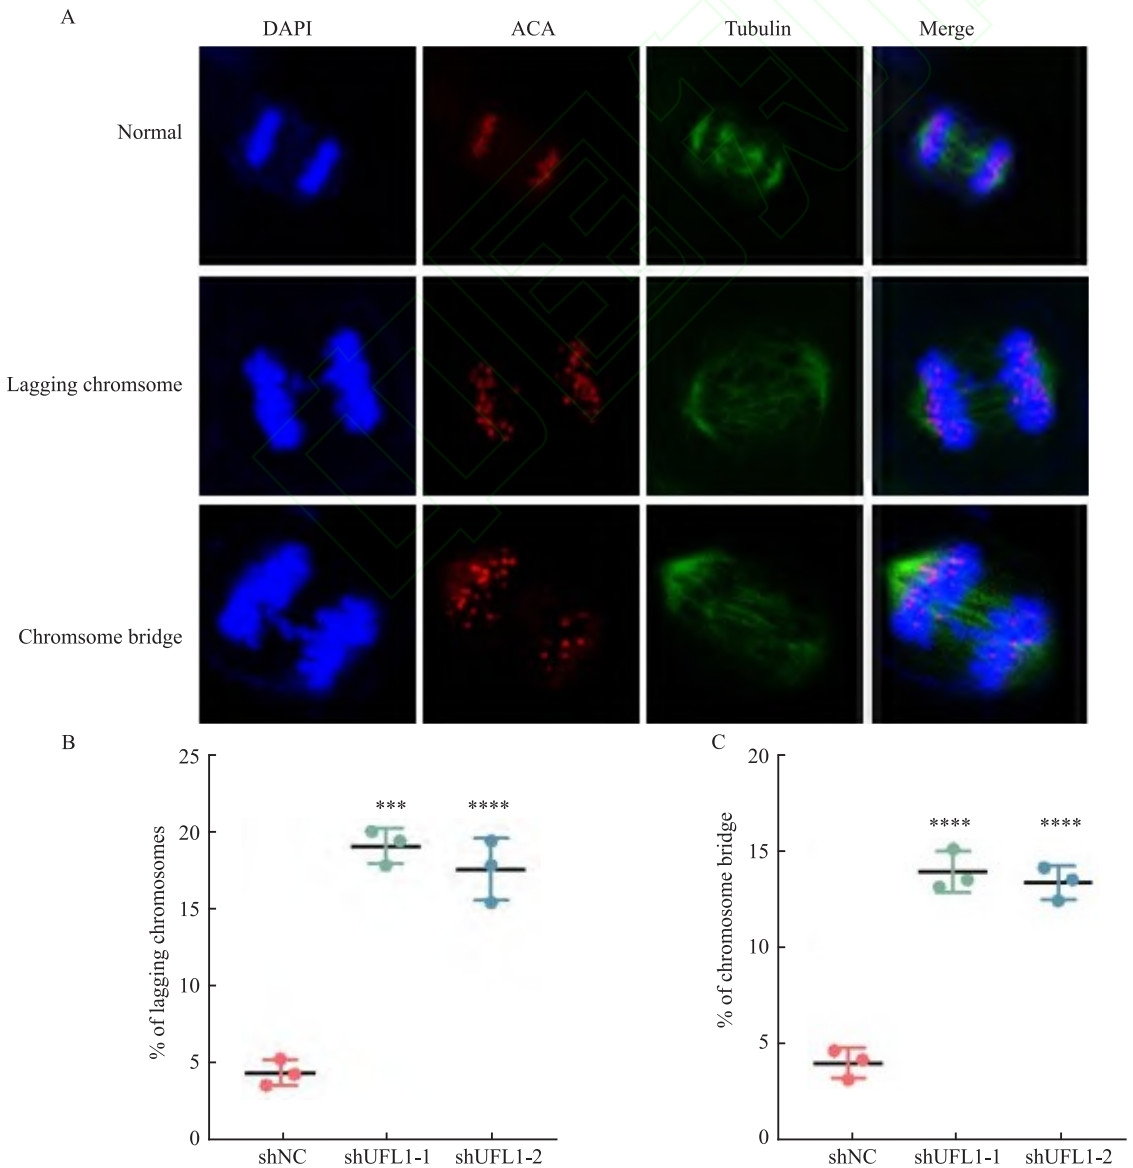 A
DAPI ACA Tubulin Merge
Normal
Lagging chromsome
Chromsome bridge
B
% of lagging chromosomes
25
20
15
10
5
0
*** ****
shNC shUFL1-1 shUFL1-2
C
% of chromosome bridge
20
15
10
5
0
**** ****
shNC shUFL1-1 shUFL1-2